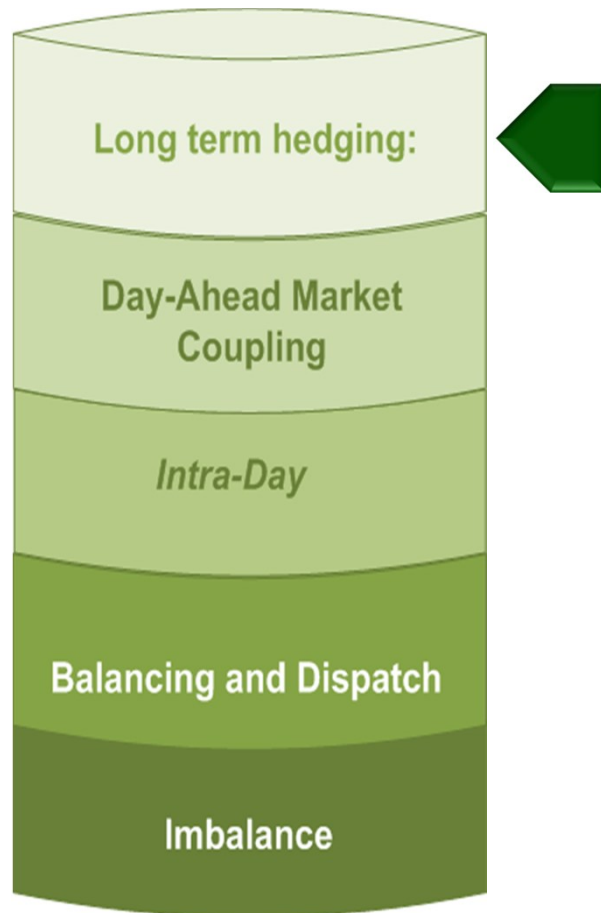 Long term hedging:
Day-Ahead Market
Coupling
Intra-Day
Balancing and Dispatch
Imbalance